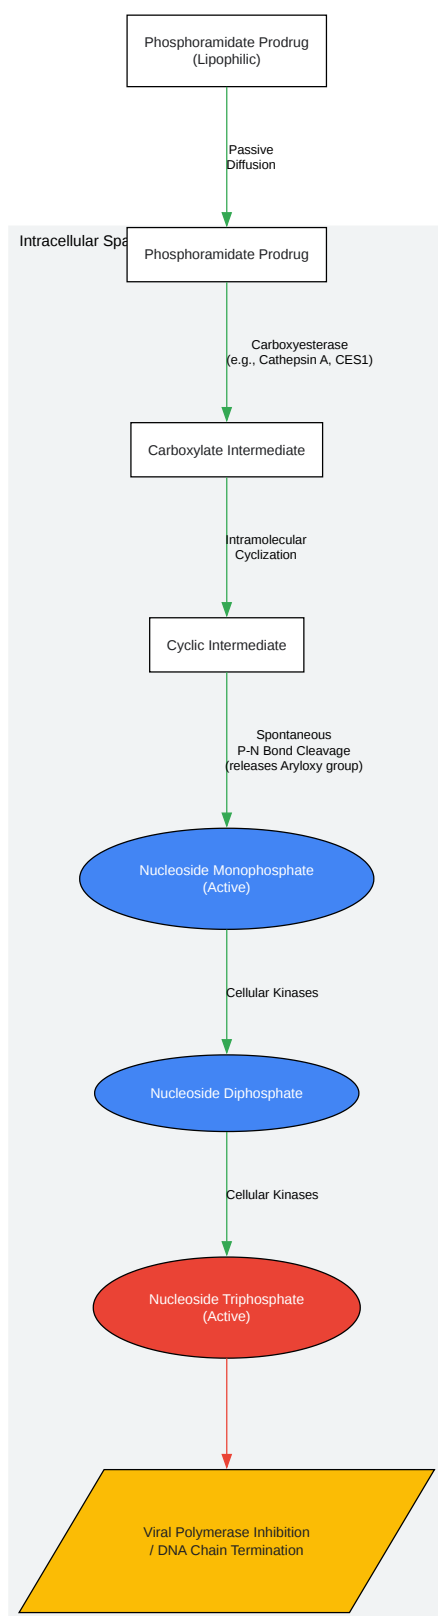 Phosphoramidate Prodrug
(Lipophilic)
Passive
Diffusion
Intracellular Spa
Phosphoramidate Prodrug
Carboxyesterase
(e.g., Cathepsin A, CES1)
Carboxylate Intermediate
Intramolecular
Cyclization
Cyclic Intermediate
Spontaneous
P-N Bond Cleavage
(releases Aryloxy group)
Nucleoside Monophosphate
(Active)
Cellular Kinases
Nucleoside Diphosphate
Cellular Kinases
Nucleoside Triphosphate
(Active)
Viral Polymerase Inhibition
/ DNA Chain Termination